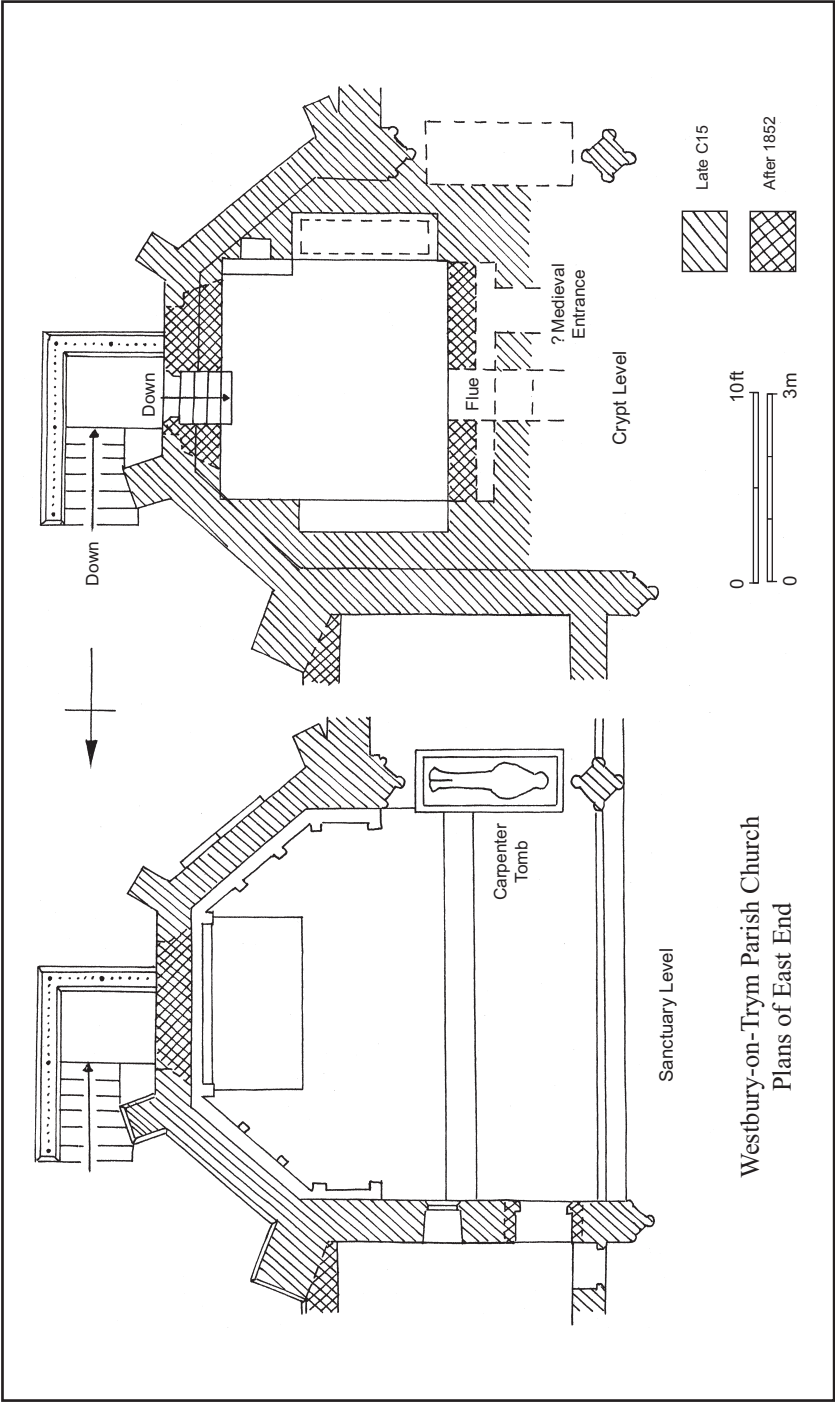 Down
Down
Flue
? Medieval
Entrance
Crypt Level
Late C15
After 1852
0
10ft
0
3m
Carpenter
Tomb
Sanctuary Level
Westbury-on-Trym Parish Church
Plans of East End